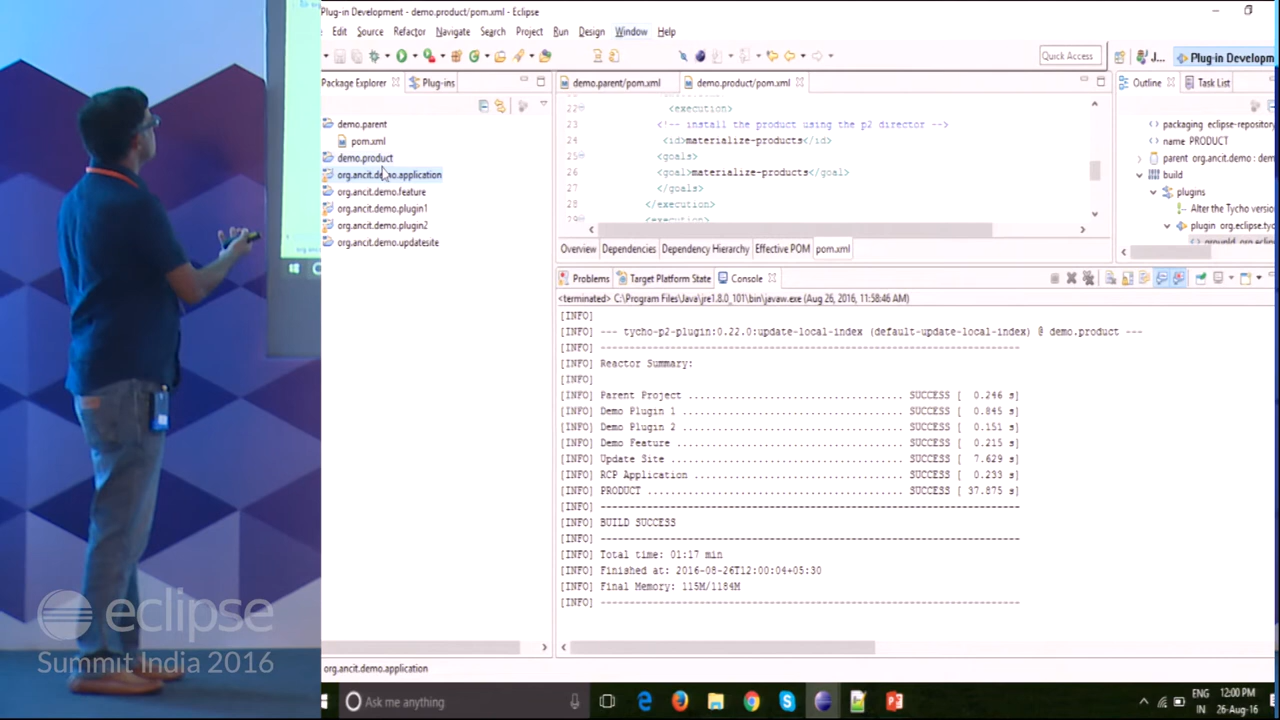 Plug-in Development - demo.product/pom.xml - Eclipse
Edit Source Refactor Navigate Search Project Run Design Window Help
Quick Access
J...
Plug-in Developm
Package Explorer
Plug-ins
demo.parent/pom.xml
demo.product/pom.xml
Outline
Task List
demo.parent
pom.xml
demo.product
org.ancit.demo.application
org.ancit.demo.feature
org.ancit.demo.plugin1
org.ancit.demo.plugin2
org.ancit.demo.updatesite
22 <execution>
23 <!-- install the product using the p2 director -->
24 <id>materialize-products</id>
25 <goals>
26 <goal>materialize-products</goal>
27 </goals>
28 </execution>
29 <execution>
packaging eclipse-repository
name PRODUCT
parent org.ancit.demo : dem
build
plugins
Alter the Tycho version
plugin org.eclipse.ty
groupId org.ec
Overview Dependencies Dependency Hierarchy Effective POM pom.xml
Problems Target Platform State Console
<terminated> C:\Program Files\Java\jre1.8.0_101\bin\javaw.exe (Aug 26, 2016, 11:58:46 AM)
[INFO]
[INFO] --- tycho-p2-plugin:0.22.0:update-local-index (default-update-local-index) @ demo.product ---
[INFO] ------------------------------------------------------------------------
[INFO] Reactor Summary:
[INFO]
[INFO] Parent Project ..................................... SUCCESS [ 0.246 s]
[INFO] Demo Plugin 1 ...................................... SUCCESS [ 0.845 s]
[INFO] Demo Plugin 2 ...................................... SUCCESS [ 0.151 s]
[INFO] Demo Feature ....................................... SUCCESS [ 0.215 s]
[INFO] Update Site ........................................ SUCCESS [ 7.629 s]
[INFO] RCP Application .................................... SUCCESS [ 0.233 s]
[INFO] PRODUCT ............................................ SUCCESS [ 37.875 s]
[INFO] ------------------------------------------------------------------------
[INFO] BUILD SUCCESS
[INFO] ------------------------------------------------------------------------
[INFO] Total time: 01:17 min
[INFO] Finished at: 2016-08-26T12:00:04+05:30
[INFO] Final Memory: 115M/1184M
[INFO] ------------------------------------------------------------------------
org.ancit.demo.application
Ask me anything
ENG
IN
12:00 PM
26-Aug-16
eclipse
Summit India 2016